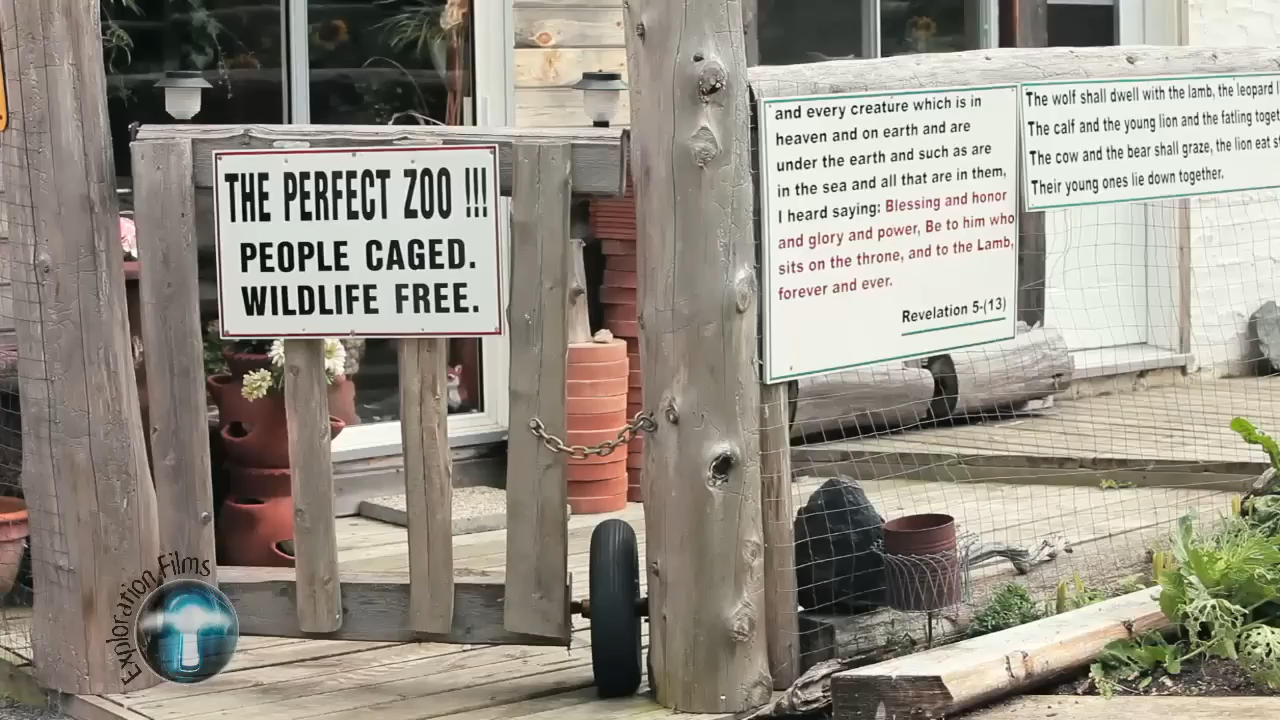 THE PERFECT ZOO !!!
PEOPLE CAGED.
WILDLIFE FREE.
and every creature which is in
heaven and on earth and are
under the earth and such as are
in the sea and all that are in them,
I heard saying: Blessing and honor
and glory and power, Be to him who
sits on the throne, and to the Lamb,
forever and ever.
Revelation 5-(13)
The wolf shall dwell with the lamb, the leopard
The calf and the young lion and the fatling
The cow and the bear shall graze, the lion eat
Their young ones lie down together.
Exploration Films